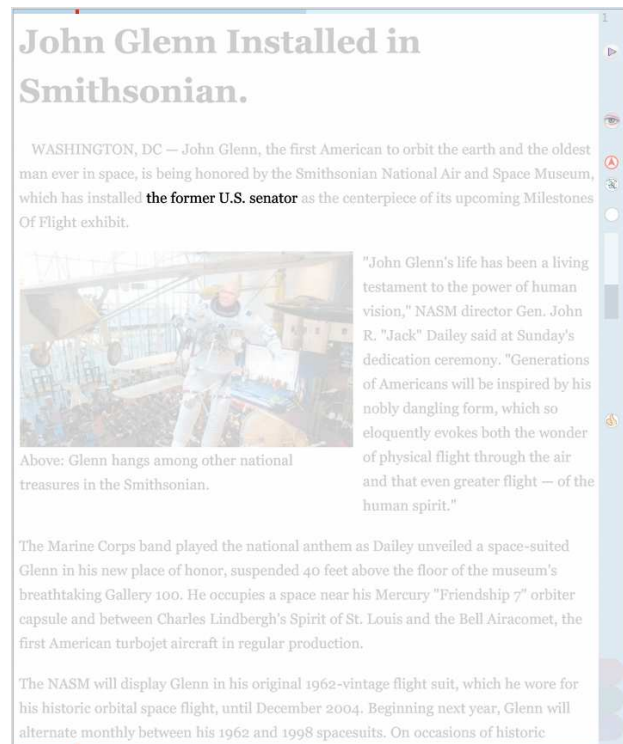 1
John Glenn Installed in
Smithsonian.
WASHINGTON, DC — John Glenn, the first American to orbit the earth and the oldest
man ever in space, is being honored by the Smithsonian National Air and Space Museum,
which has installed the former U.S. senator as the centerpiece of its upcoming Milestones
Of Flight exhibit.
"John Glenn's life has been a living
testament to the power of human
vision," NASM director Gen. John
R. "Jack" Dailey said at Sunday's
dedication ceremony. "Generations
of Americans will be inspired by his
nobly dangling form, which so
eloquently evokes both the wonder
of physical flight through the air
and that even greater flight — of the
human spirit."
Above: Glenn hangs among other national
treasures in the Smithsonian.
The Marine Corps band played the national anthem as Dailey unveiled a space-suited
Glenn in his new place of honor, suspended 40 feet above the floor of the museum's
breathtaking Gallery 100. He occupies a space near his Mercury "Friendship 7" orbiter
capsule and between Charles Lindbergh's Spirit of St. Louis and the Bell Airacomet, the
first American turbojet aircraft in regular production.
The NASM will display Glenn in his original 1962-vintage flight suit, which he wore for
his historic orbital space flight, until December 2004. Beginning next year, Glenn will
alternate monthly between his 1962 and 1998 spacesuits. On occasions of historic